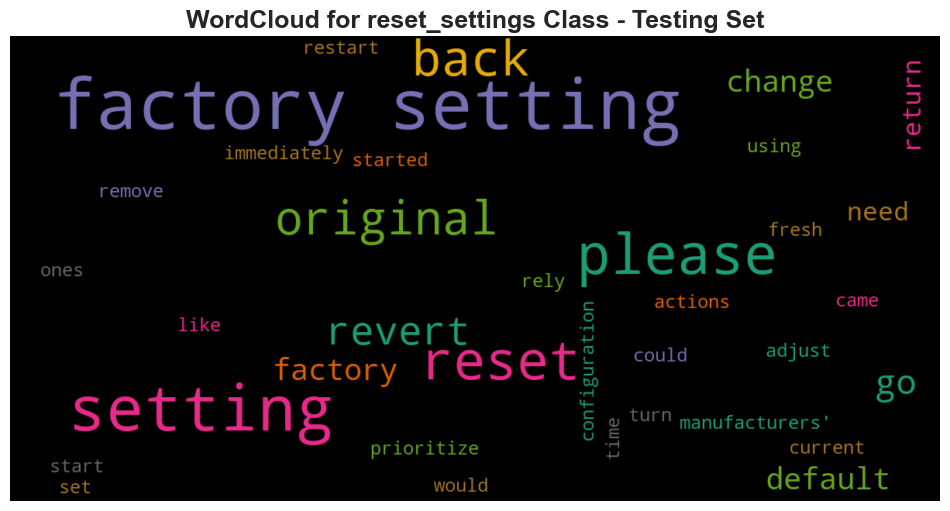 WordCloud for reset_settings Class - Testing Set
restart
back
factory setting
change
return
immediately
started
using
remove
original
need
fresh
please
ones
rely
actions
came
like
revert
configuration
could
adjust
factory
reset
go
setting
time
turn
manufacturers'
prioritize
current
start
set
would
default